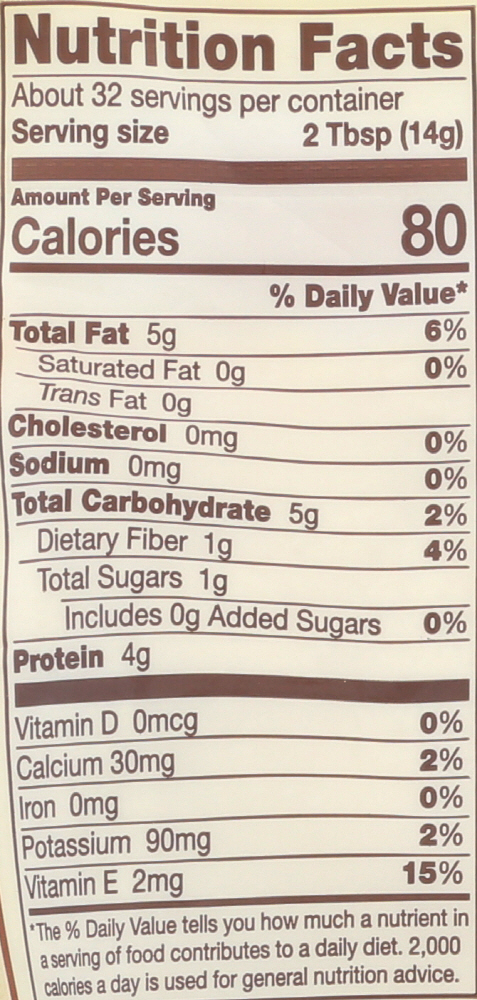 Nutrition Facts
About 32 servings per container
Serving size 2 Tbsp (14g)
Amount Per Serving
Calories 80
% Daily Value*
Total Fat 5g 6%
Saturated Fat 0g 0%
Trans Fat 0g
Cholesterol 0mg 0%
Sodium 0mg 0%
Total Carbohydrate 5g 2%
Dietary Fiber 1g 4%
Total Sugars 1g
Includes 0g Added Sugars 0%
Protein 4g
Vitamin D 0mcg 0%
Calcium 30mg 2%
Iron 0mg 0%
Potassium 90mg 2%
Vitamin E 2mg 15%
*The % Daily Value tells you how much a nutrient in
a serving of food contributes to a daily diet. 2,000
calories a day is used for general nutrition advice.